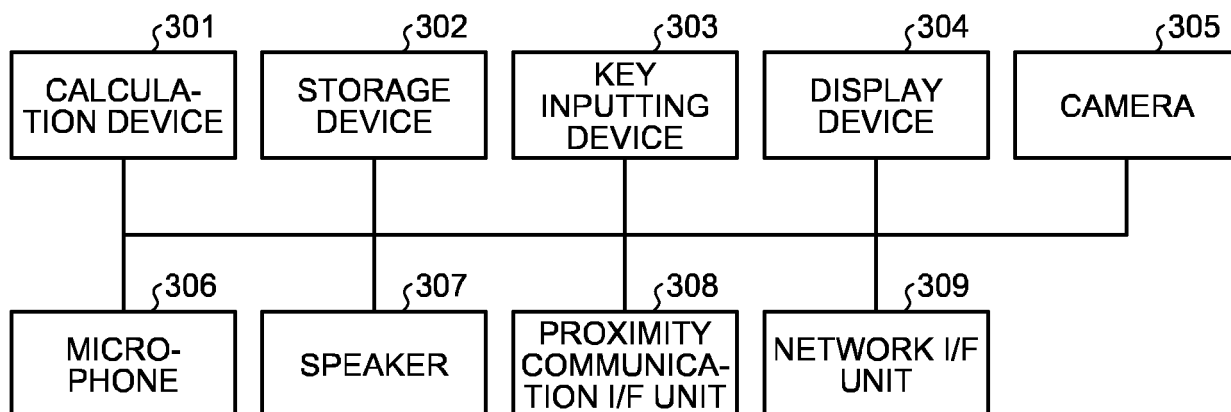 301
302
303
304
305
CALCULA-
TION DEVICE
STORAGE
DEVICE
KEY
INPUTTING
DEVICE
DISPLAY
DEVICE
CAMERA
306
307
308
309
MICRO-
PHONE
SPEAKER
PROXIMITY
COMMUNICA-
TION I/F UNIT
NETWORK I/F
UNIT